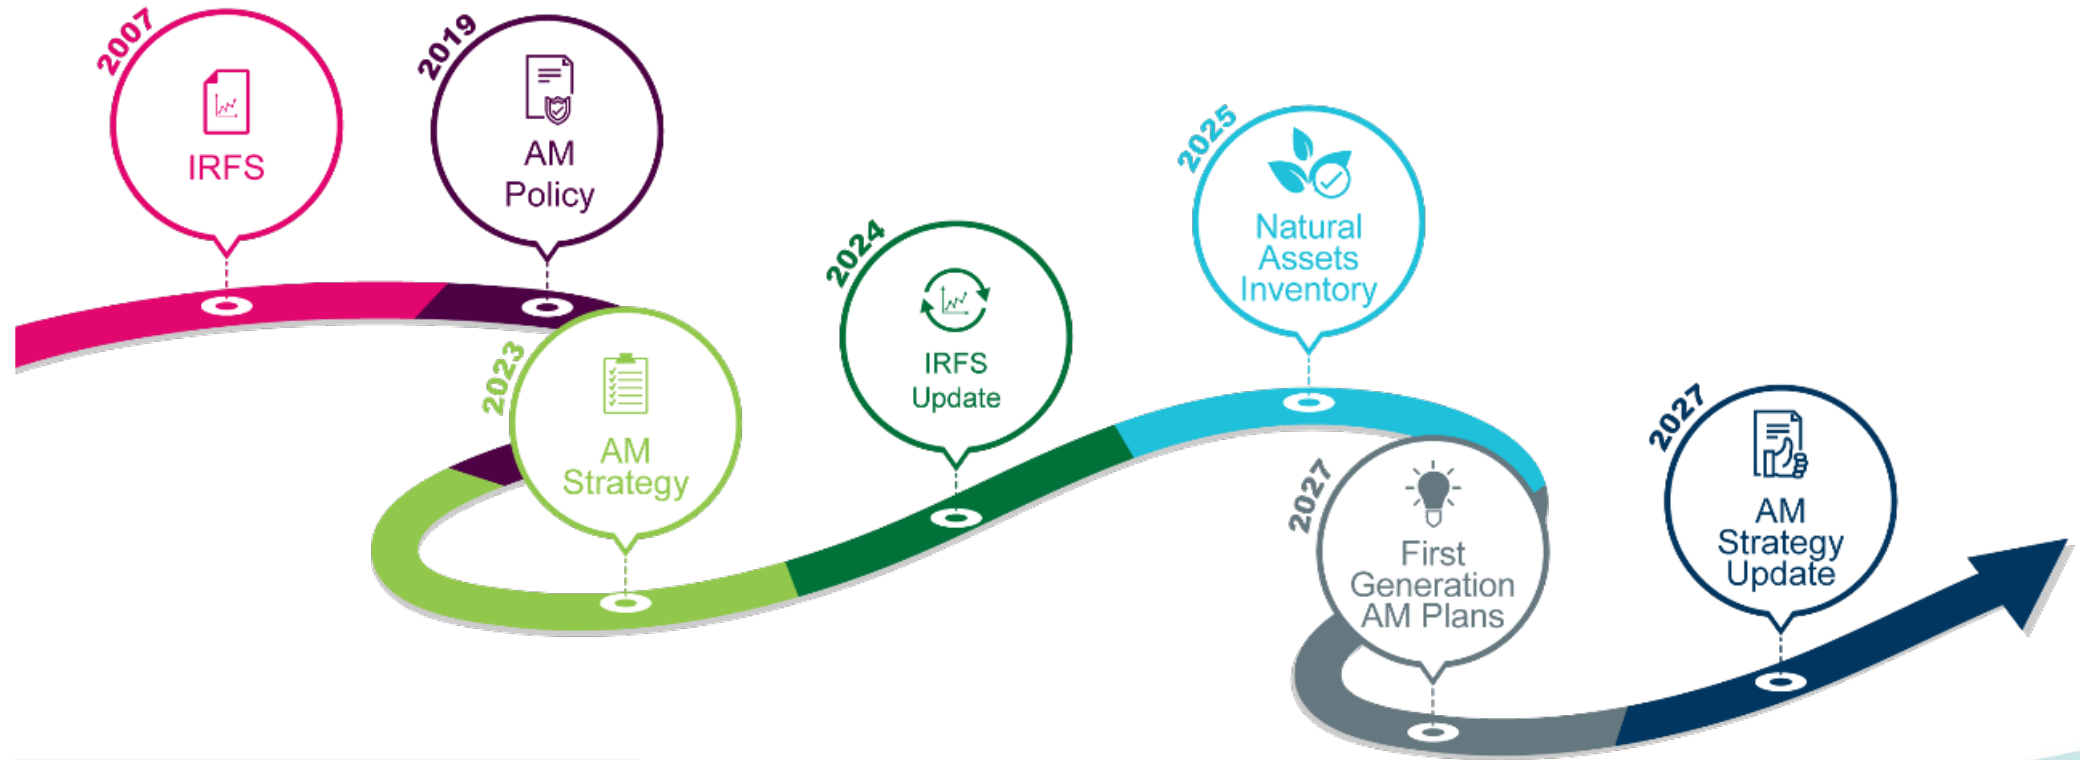 2007
IRFS
2019
AM
Policy
2023
AM
Strategy
2024
IRFS
Update
2025
Natural
Assets
Inventory
2027
First
Generation
AM Plans
2027
AM
Strategy
Update